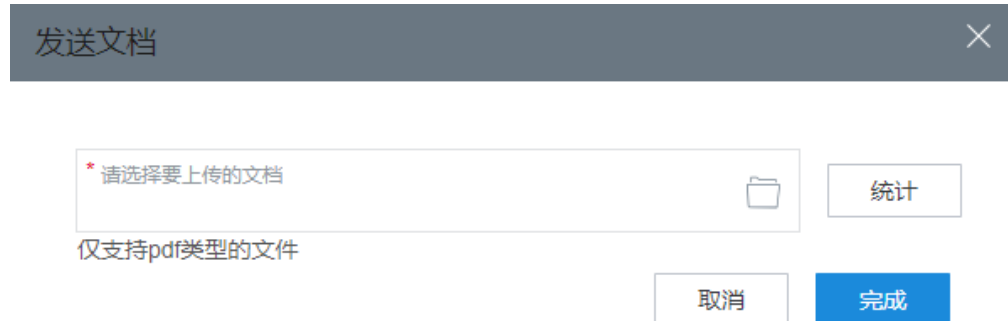 发送文档
* 请选择要上传的文档
统计
仅支持pdf类型的文件
取消 完成